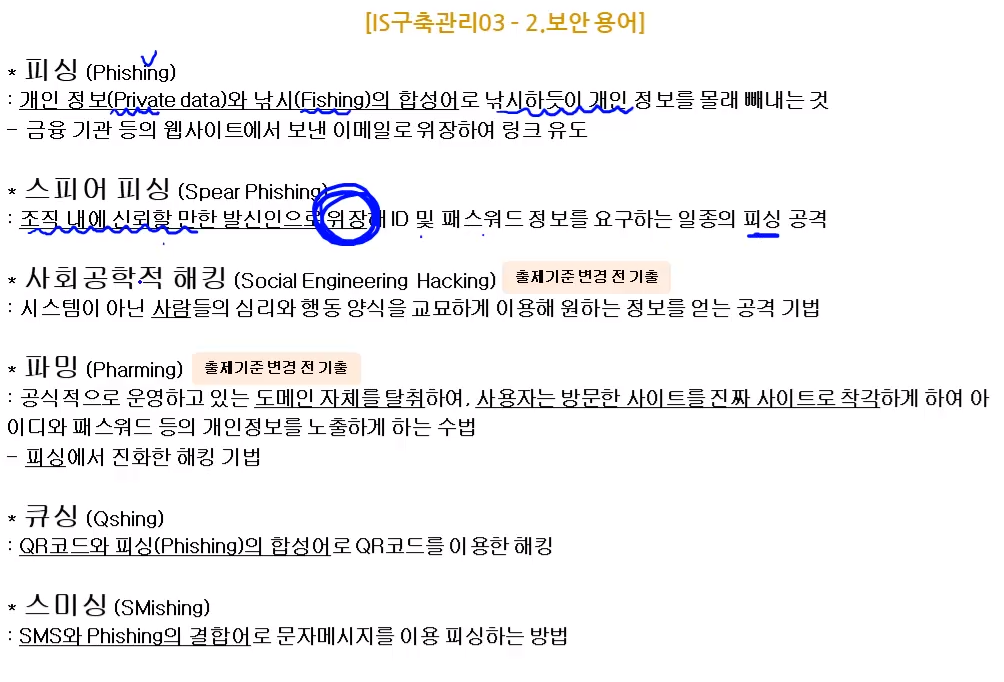 [IS구축관리03 - 2.보안 용어]
* 피싱 (Phishing)
: 개인 정보(Private data)와 낚시(Fishing)의 합성어로 낚시하듯이 개인 정보를 몰래 빼내는 것
- 금융 기관 등의 웹사이트에서 보낸 이메일로 위장하여 링크 유도
* 스피어 피싱 (Spear Phishing)
: 조직 내에 신뢰할 만한 발신인으로 위장해 ID 및 패스워드 정보를 요구하는 일종의 피싱 공격
* 사회공학적 해킹 (Social Engineering Hacking) 출제기준 변경 전 기출
: 시스템이 아닌 사람들의 심리와 행동 양식을 교묘하게 이용해 원하는 정보를 얻는 공격 기법
* 파밍 (Pharming) 출제기준 변경 전 기출
: 공식적으로 운영하고 있는 도메인 자체를 탈취하여, 사용자는 방문한 사이트를 진짜 사이트로 착각하게 하여 아
이디와 패스워드 등의 개인정보를 노출하게 하는 수법
- 피싱에서 진화한 해킹 기법
* 큐싱 (Qshing)
: QR코드와 피싱(Phishing)의 합성어로 QR코드를 이용한 해킹
* 스미싱 (SMishing)
: SMS와 Phishing의 결합어로 문자메시지를 이용 피싱하는 방법